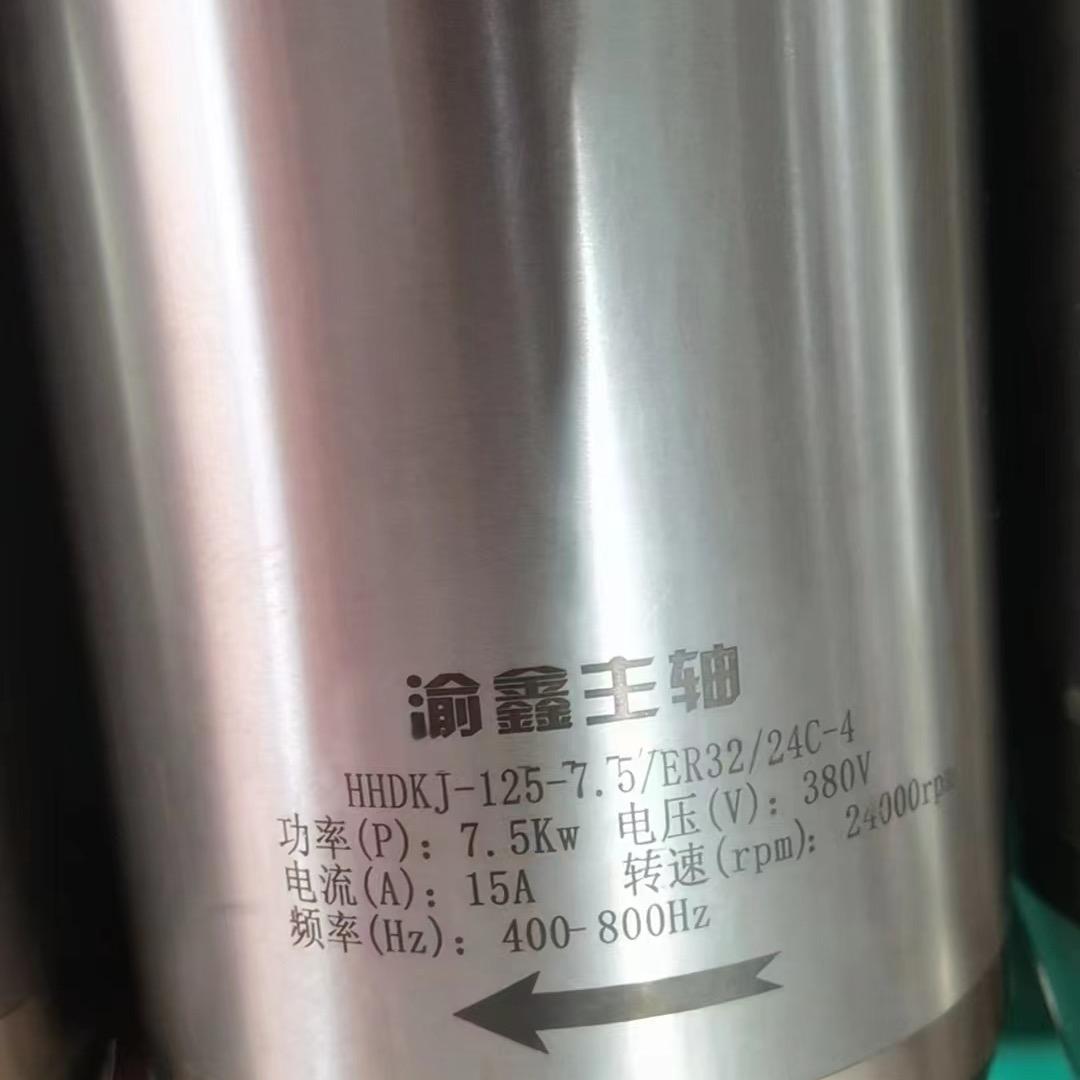 渝鑫主轴
HHDKJ-125-7.5/ER32/24C-4
功率(P): 7.5Kw 电压(V): 380V
电流(A): 15A 转速(rpm): 24000rpm
频率(Hz): 400-800Hz